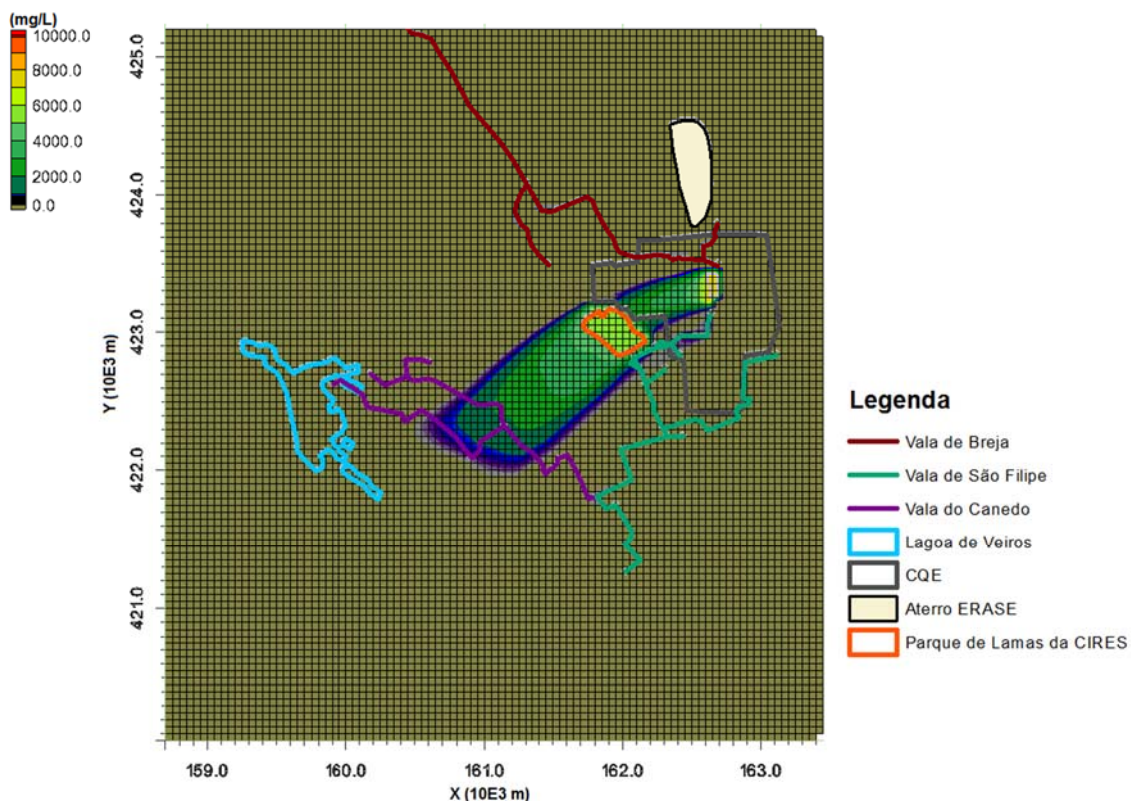 (mg/L)
10000.0
8000.0
6000.0
4000.0
2000.0
0.0
425.0
424.0
423.0
422.0
421.0
Y (10E3 m)
159.0 160.0 161.0 162.0 163.0
X (10E3 m)
Legenda
Vala de Breja
Vala de São Filipe
Vala do Canedo
Lagoa de Veiros
CQE
Aterro ERASE
Parque de Lamas da CIRES